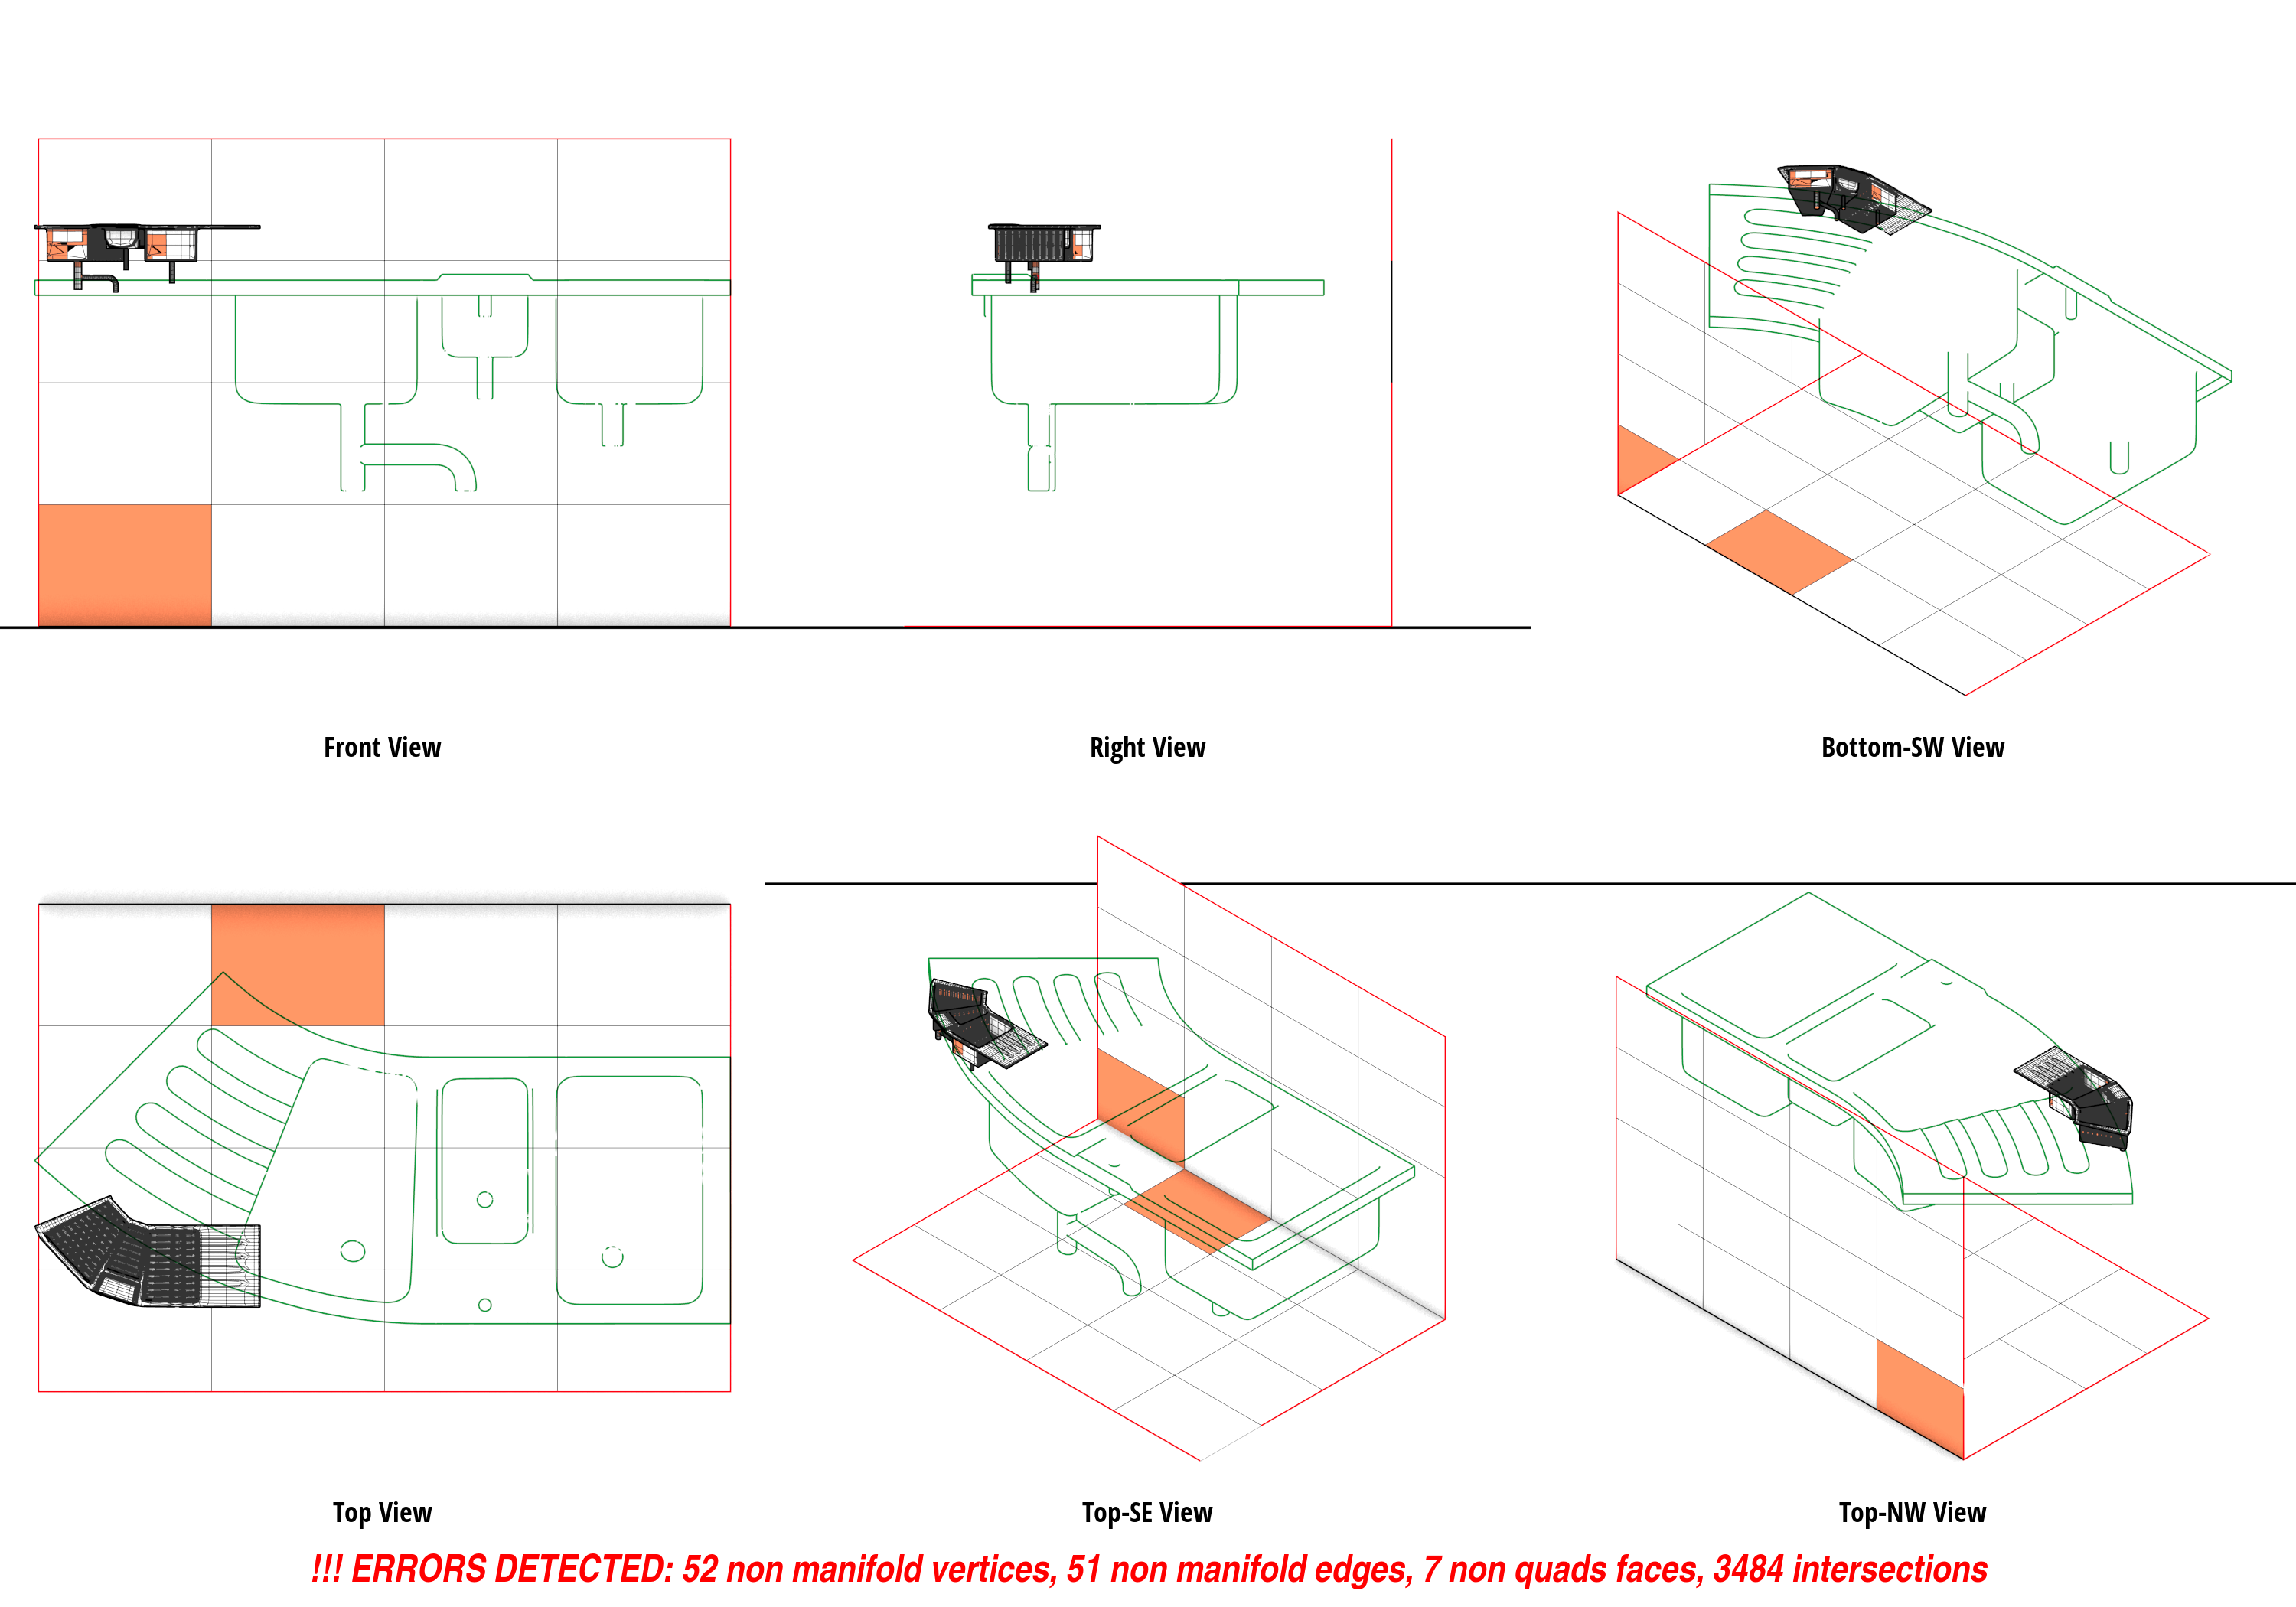 Front View
Right View
Bottom-SW View
Top View
Top-SE View
Top-NW View
!!! ERRORS DETECTED: 52 non manifold vertices, 51 non manifold edges, 7 non quads faces, 3484 intersections